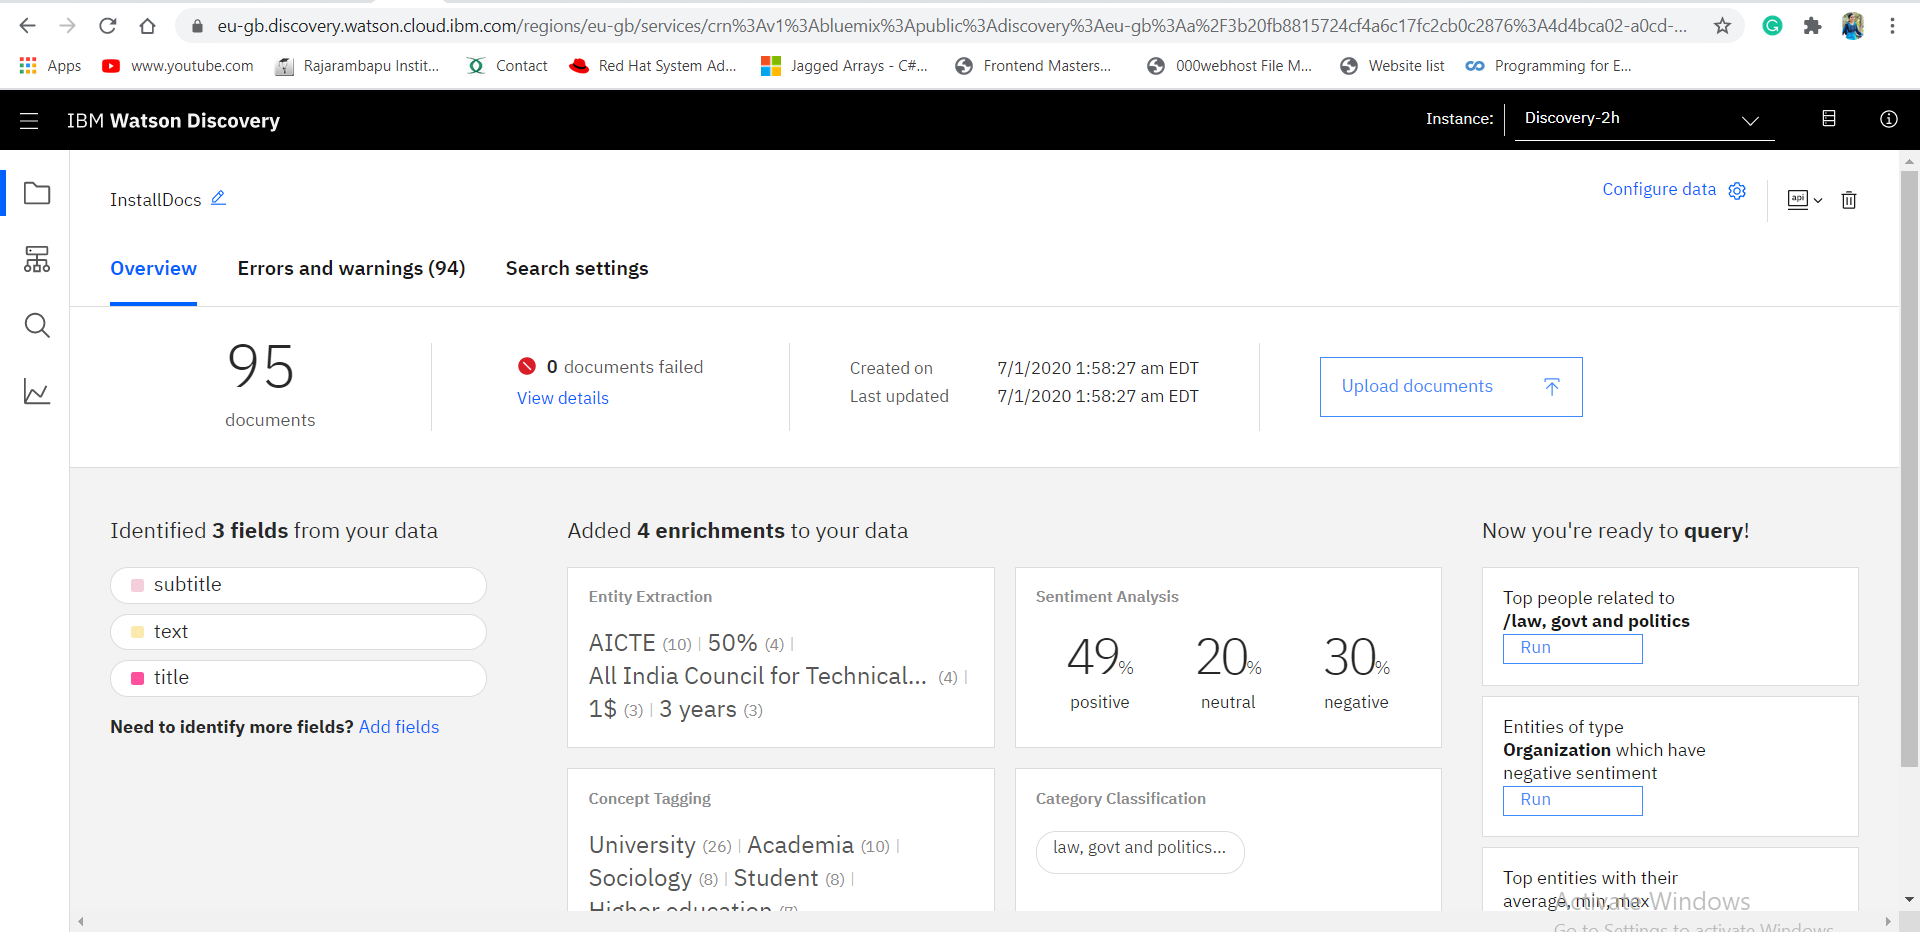 eu-gb.discovery.watson.cloud.ibm.com/regions/eu-gb/services/crn%3Av1%3Abluemix%3Apublic%3Adiscovery%3Aeu-gb%3Aa%2F3b20fb8815724cf4a6c17fc2cb0c2876%3A4d4bca02-a0cd-...
Apps www.youtube.com Rajarambapu Instit... Contact Red Hat System Ad... Jagged Arrays - C#... Frontend Masters... 000webhost File M... Website list Programming for E...
IBM Watson Discovery Instance: Discovery-2h
InstallDocs Configure data api
Overview Errors and warnings (94) Search settings
95
documents
0 documents failed
View details
Created on 7/1/2020 1:58:27 am EDT
Last updated 7/1/2020 1:58:27 am EDT
Upload documents
Identified 3 fields from your data
subtitle
text
title
Need to identify more fields? Add fields
Added 4 enrichments to your data
Entity Extraction
AICTE (10) | 50% (4) |
All India Council for Technical... (4) |
1$ (3) | 3 years (3)
Sentiment Analysis
49% 20% 30%
positive neutral negative
Concept Tagging
University (26) | Academia (10) |
Sociology (8) | Student (8) |
Higher education (7)
Category Classification
law, govt and politics...
Now you're ready to query!
Top people related to
/law, govt and politics
Run
Entities of type
Organization which have
negative sentiment
Run
Top entities with their
average, min, max
Activate Windows
Go to Settings to activate Windows.